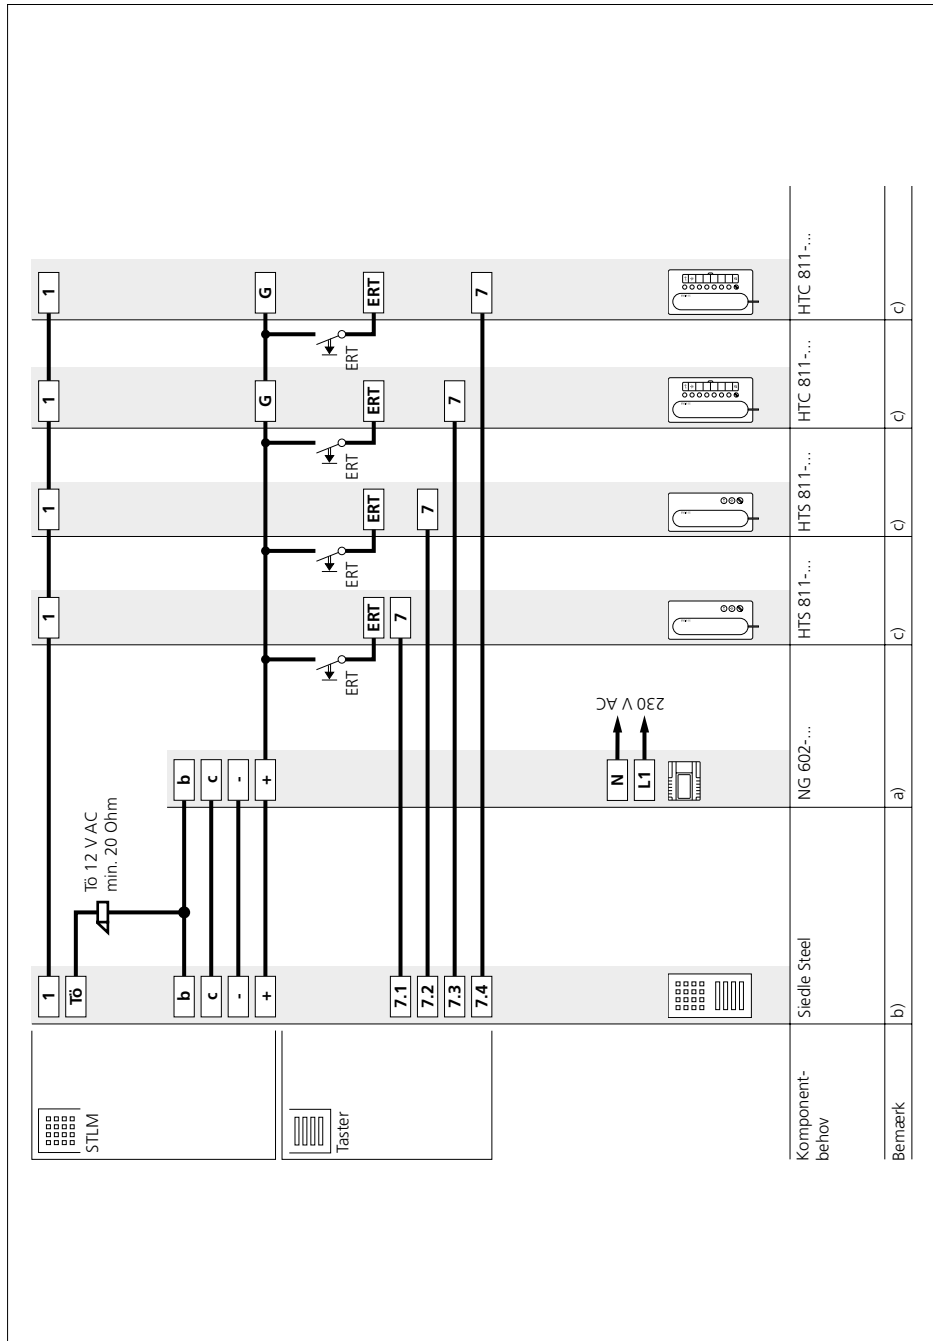 1 1 1 1 1
Tö
STLM
Tö 12 V AC
min. 20 Ohm
b b
c c
- -
+ + G G
Taster
ERT ERT ERT ERT
ERT ERT ERT ERT
7.1 7
7.2 7
7.3 7
7.4 7
N
L1
230 V AC
Komponent-
behov
Siedle Steel
NG 602-...
HTS 811-...
HTS 811-...
HTC 811-...
HTC 811-...
Bemærk
b)
a)
c)
c)
c)
c)